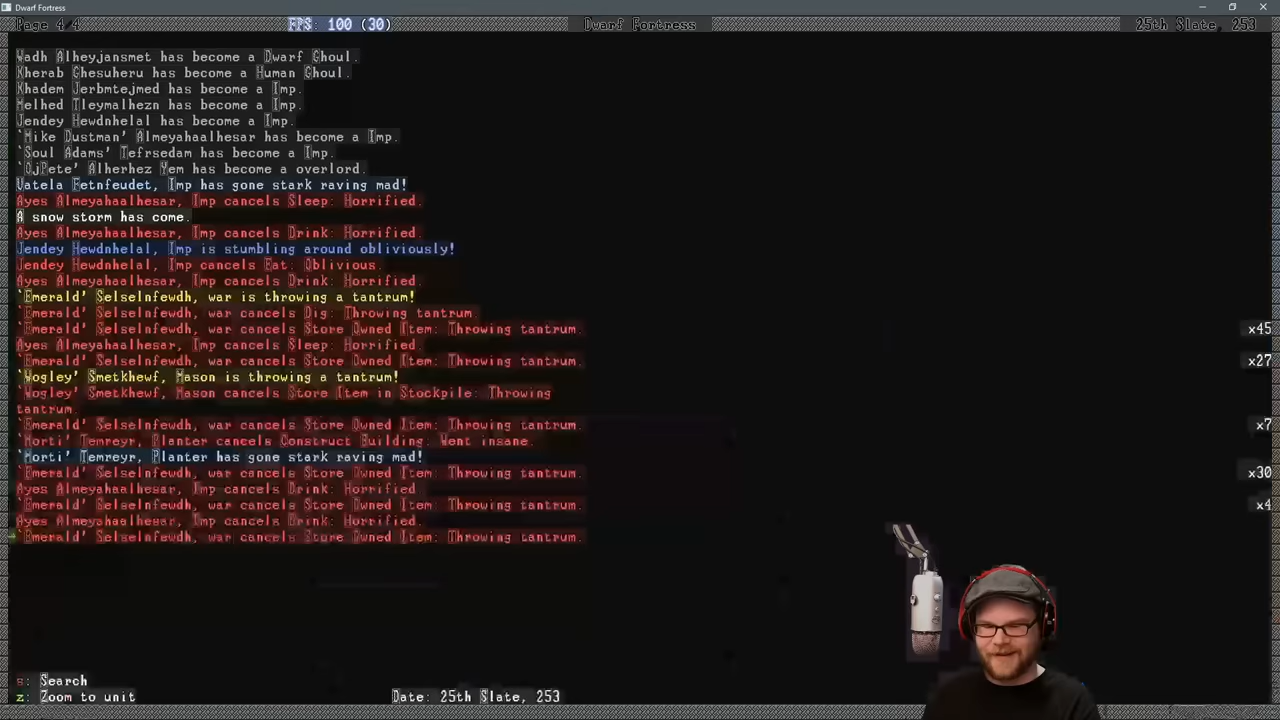 Dwarf Fortress
Page 4/4 FPS: 100 (30) Dwarf Fortress 25th Slate, 253
Wadh Alheyjansmet has become a Dwarf Ghoul.
Kherab Ghesuheru has become a Human Ghoul.
Khadem Jerbmtejmed has become a Imp.
Melhed Tleymalhezn has become a Imp.
Jendey Hewdnhelal has become a Imp.
`Mike Dustman' Almeyahaalhesar has become a Imp.
`Soul Adams' Tefrsedam has become a Imp.
`OjPete' Alherhez Yem has become a overlord.
Vatela Fetnfeudet, Imp has gone stark raving mad!
Ayes Almeyahaalhesar, Imp cancels Sleep: Horrified.
A snow storm has come.
Ayes Almeyahaalhesar, Imp cancels Drink: Horrified.
Jendey Hewdnhelal, Imp is stumbling around obliviously!
Jendey Hewdnhelal, Imp cancels Eat: Oblivious.
Ayes Almeyahaalhesar, Imp cancels Drink: Horrified.
`Emerald' Selselnfewdh, war is throwing a tantrum!
`Emerald' Selselnfewdh, war cancels Dig: Throwing tantrum.
`Emerald' Selselnfewdh, war cancels Store Owned Item: Throwing tantrum. x45
Ayes Almeyahaalhesar, Imp cancels Sleep: Horrified.
`Emerald' Selselnfewdh, war cancels Store Owned Item: Throwing tantrum. x27
`Wogley' Smetkhewf, Mason is throwing a tantrum!
`Wogley' Smetkhewf, Mason cancels Store Item in Stockpile: Throwing
tantrum.
`Emerald' Selselnfewdh, war cancels Store Owned Item: Throwing tantrum. x7
`Morti' Temreyr, Planter cancels Construct Building: Went insane.
`Morti' Temreyr, Planter has gone stark raving mad!
`Emerald' Selselnfewdh, war cancels Store Owned Item: Throwing tantrum. x30
Ayes Almeyahaalhesar, Imp cancels Drink: Horrified.
`Emerald' Selselnfewdh, war cancels Store Owned Item: Throwing tantrum. x4
Ayes Almeyahaalhesar, Imp cancels Drink: Horrified.
`Emerald' Selselnfewdh, war cancels Store Owned Item: Throwing tantrum.
s: Search
z: Zoom to unit Date: 25th Slate, 253